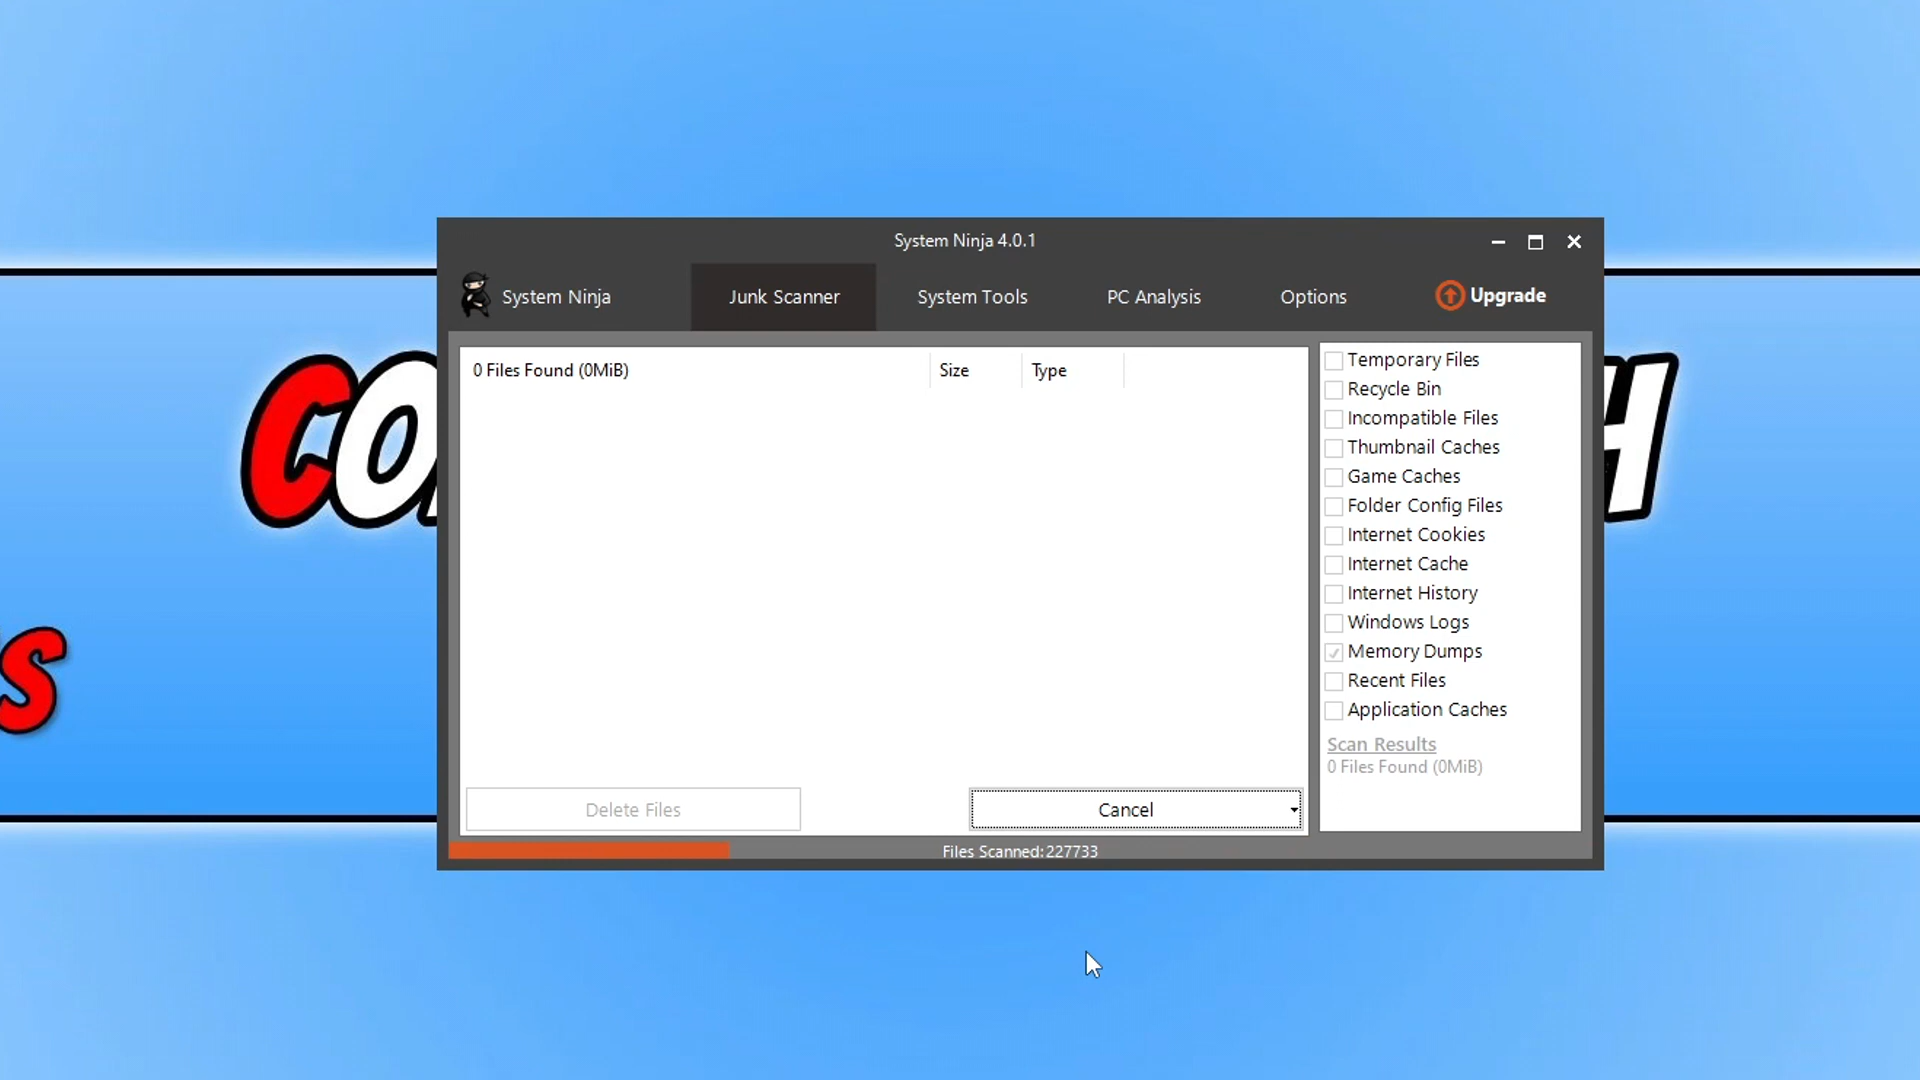 System Ninja 4.0.1
System Ninja
Junk Scanner
System Tools
PC Analysis
Options
Upgrade
0 Files Found (0MiB)
Size
Type
Temporary Files
Recycle Bin
Incompatible Files
Thumbnail Caches
Game Caches
Folder Config Files
Internet Cookies
Internet Cache
Internet History
Windows Logs
Memory Dumps
Recent Files
Application Caches
Scan Results
0 Files Found (0MiB)
Delete Files
Cancel
Files Scanned:227733
CO
H
s